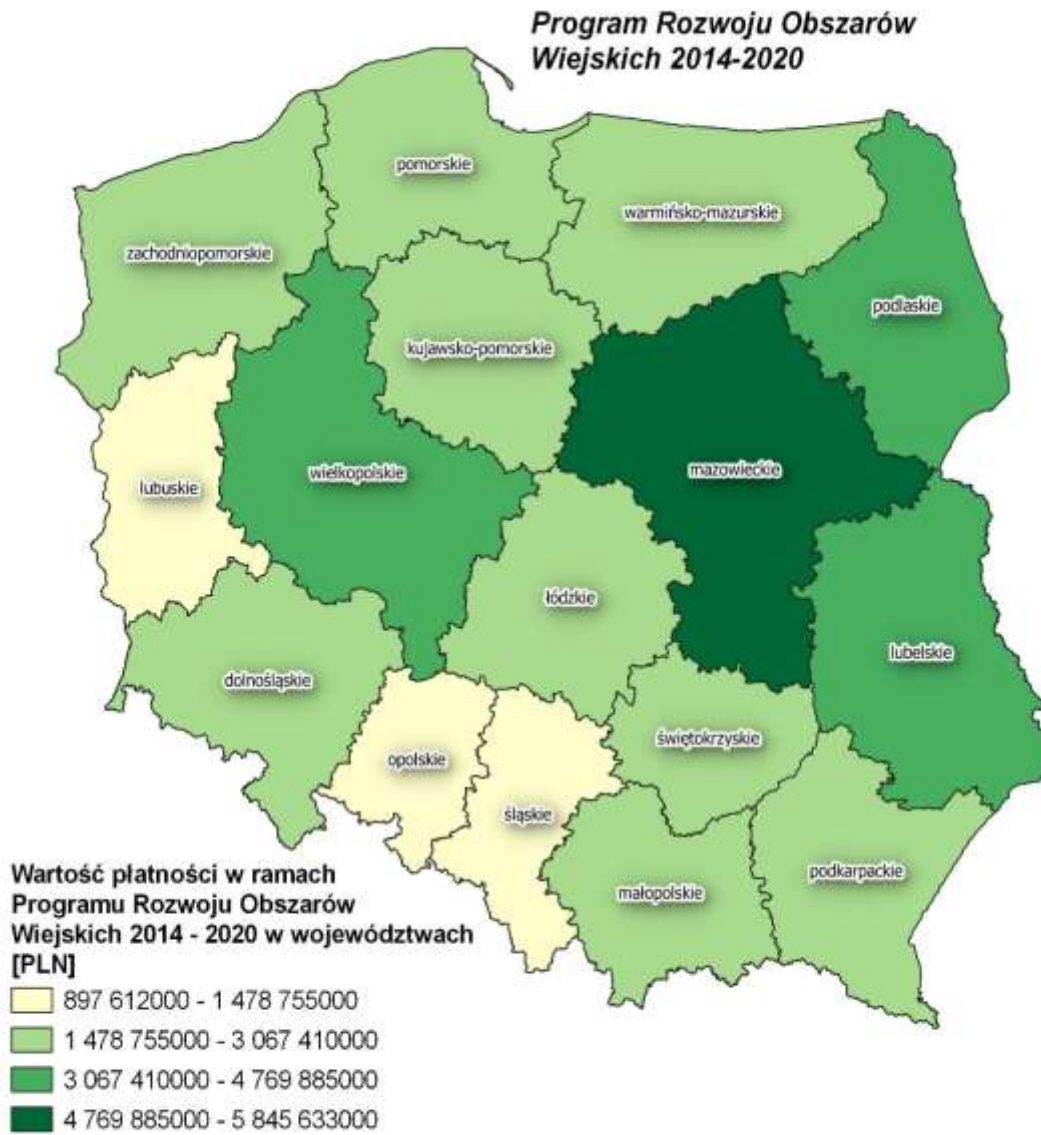 Program Rozwoju Obszarów
Wiejskich 2014-2020
pomorskie
warmińsko-mazurskie
zachodniopomorskie
podlaskie
kujawsko-pomorskie
mazowieckie
wielkopolskie
lubuskie
łódzkie
lubelskie
dolnośląskie
świętokrzyskie
opolskie
śląskie
podkarpackie
małopolskie
Wartość płatności w ramach
Programu Rozwoju Obszarów
Wiejskich 2014 - 2020 w województwach
[PLN]
897 612000 - 1 478 755000
1 478 755000 - 3 067 410000
3 067 410000 - 4 769 885000
4 769 885000 - 5 845 633000